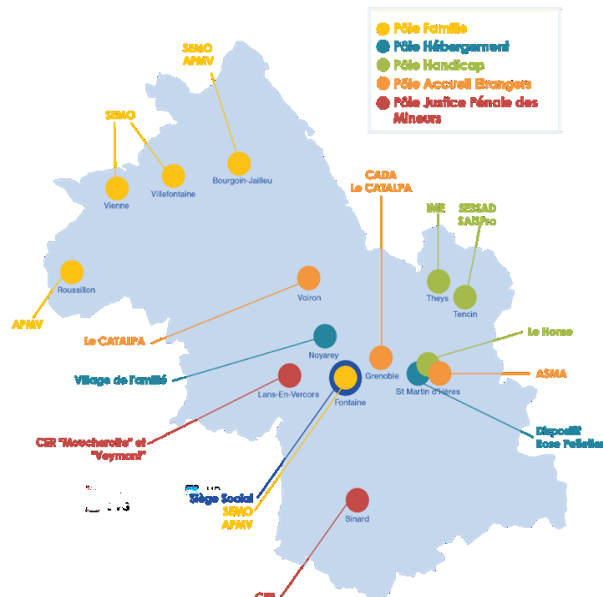 Pôle Famille
Pôle Hébergement
Pôle Handicap
Pôle Accueil Etrangers
Pôle Justice Pénale des
Mineurs
SEMO
APMV
SEMO
Bourgoin-Jailleu
Villefontaine
Vienne
CADA
Le CATALPA
IME
SESSAD
SAISPRO
Roussillon
Voiron
Theys
Tencin
APMV
Le CATALPA
Noyarey
Le Home
Village de l'amitié
Grenoble
ASMA
Lans-En-Vercors
Fontaine
St Martin d'Hères
CER "Moucherotte" et
"Veymont"
Dispositif
Rose Pelletier
Siège Social
SEMO
APMV
Sinard